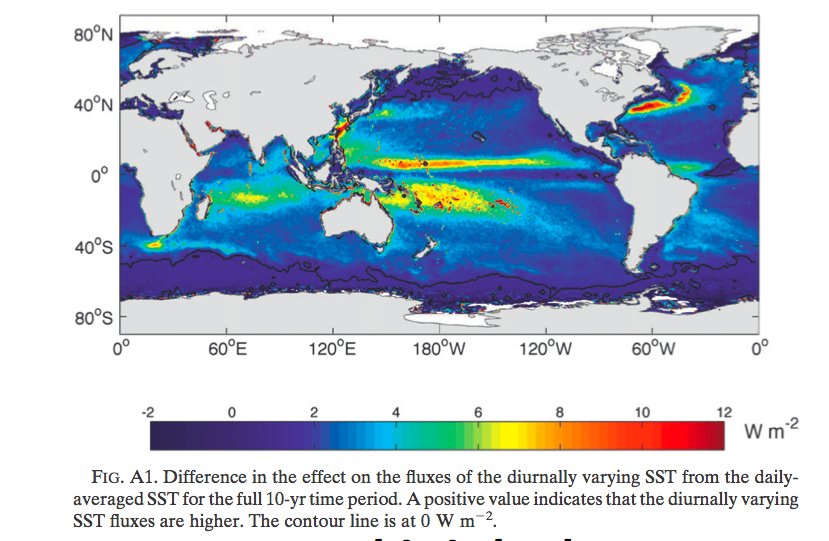 80°N
40°N
0°
40°S
80°S
0° 60°E 120°E 180°W 120°W 60°W 0°
-2 0 2 4 6 8 10 12
W m-2
FIG. A1. Difference in the effect on the fluxes of the diurnally varying SST from the daily-
averaged SST for the full 10-yr time period. A positive value indicates that the diurnally varying
SST fluxes are higher. The contour line is at 0 W m−2.